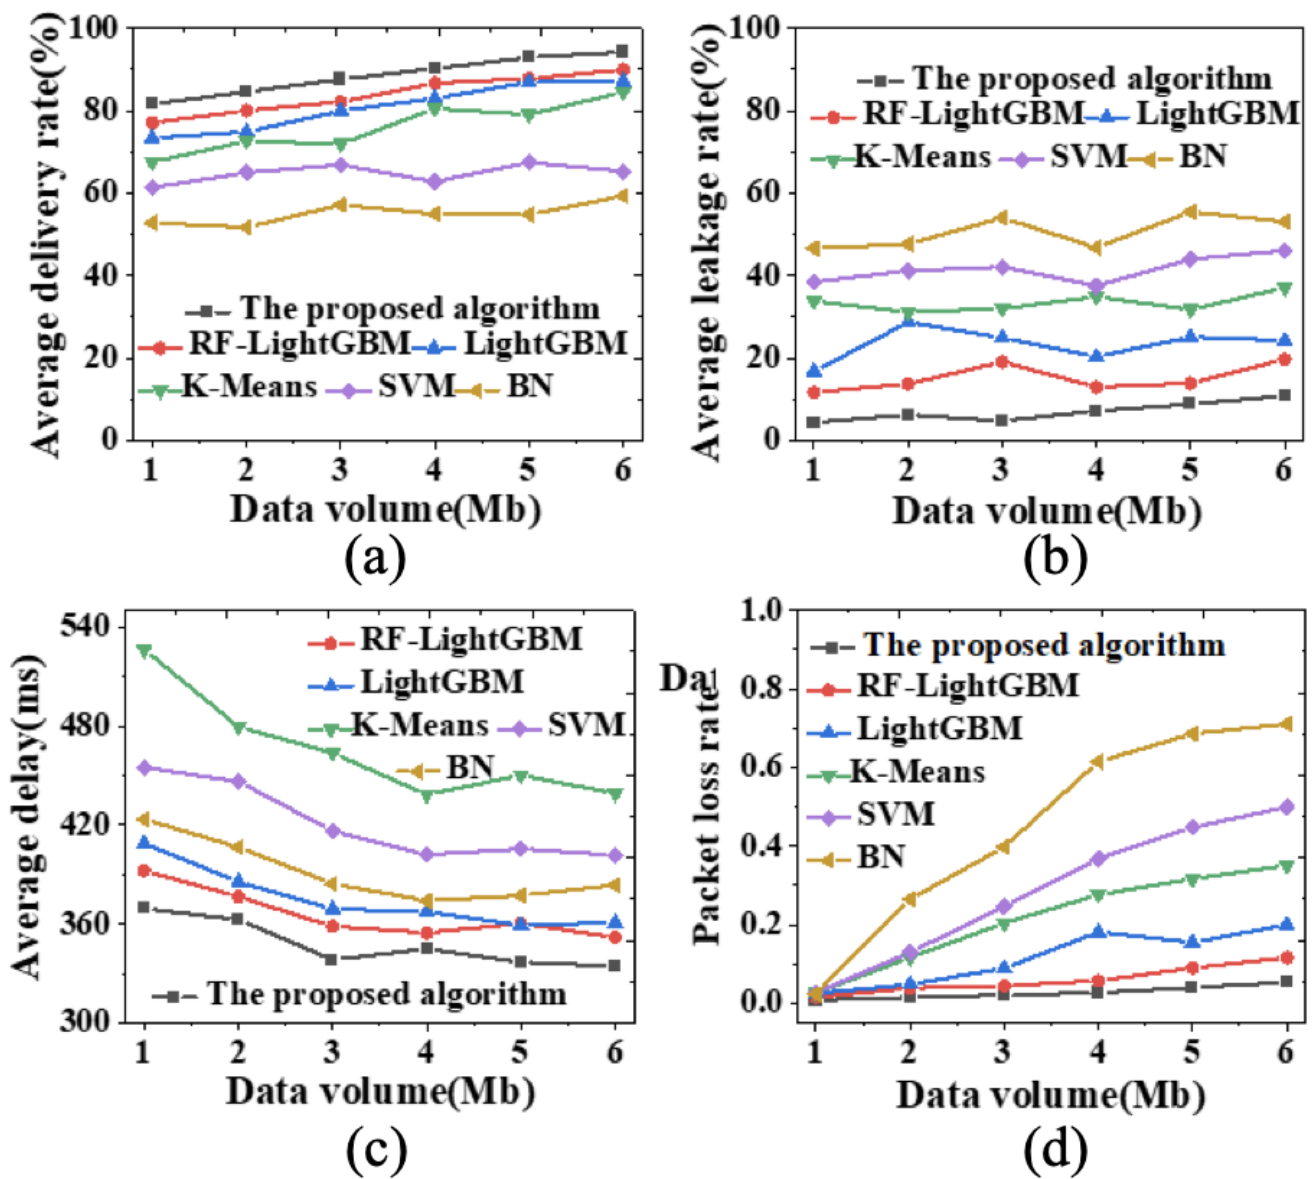 Average delivery rate(%)
100
80
60
40
20
0
The proposed algorithm
RF-LightGBM LightGBM
K-Means SVM BN
1 2 3 4 5 6
Data volume(Mb)
(a)
Average leakage rate(%)
100
80
60
40
20
0
The proposed algorithm
RF-LightGBM LightGBM
K-Means SVM BN
1 2 3 4 5 6
Data volume(Mb)
(b)
Average delay(ms)
540
480
420
360
300
RF-LightGBM
LightGBM
K-Means SVM
BN
The proposed algorithm
1 2 3 4 5 6
Data volume(Mb)
(c)
Da
Packet loss rate
1.0
0.8
0.6
0.4
0.2
0.0
The proposed algorithm
RF-LightGBM
LightGBM
K-Means
SVM
BN
1 2 3 4 5 6
Data volume(Mb)
(d)